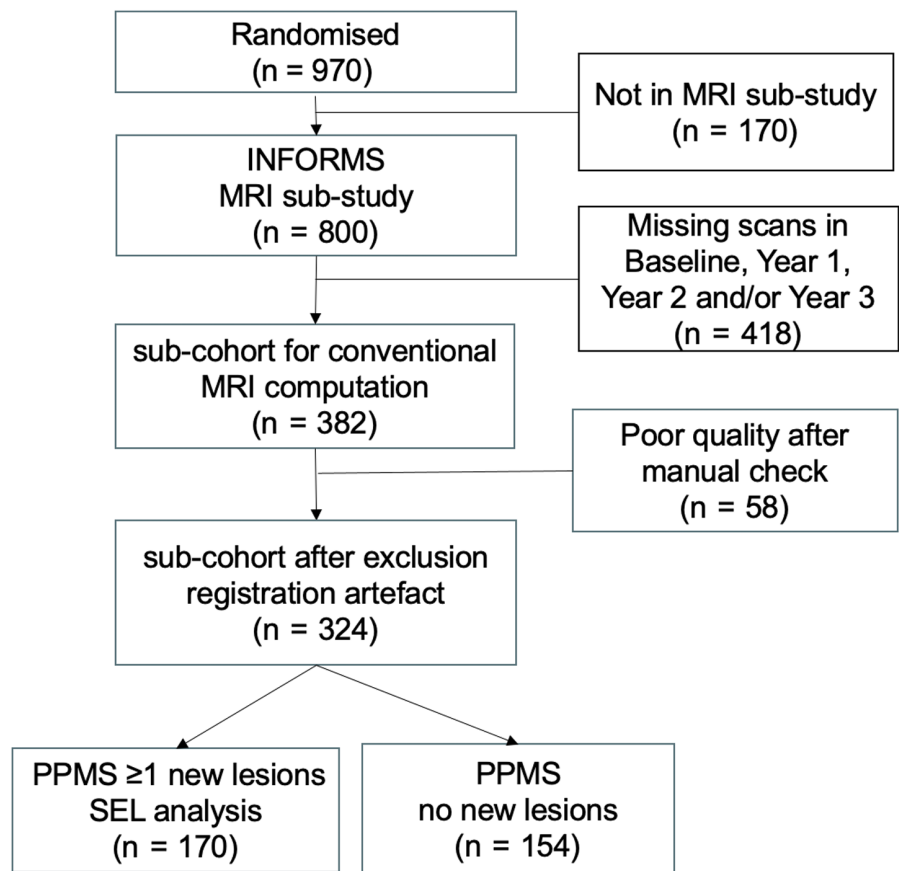 Randomised
(n = 970)
Not in MRI sub-study
(n = 170)
INFORMS
MRI sub-study
(n = 800)
Missing scans in
Baseline, Year 1,
Year 2 and/or Year 3
(n = 418)
sub-cohort for conventional
MRI computation
(n = 382)
Poor quality after
manual check
(n = 58)
sub-cohort after exclusion
registration artefact
(n = 324)
PPMS ≥1 new lesions
SEL analysis
(n = 170)
PPMS
no new lesions
(n = 154)